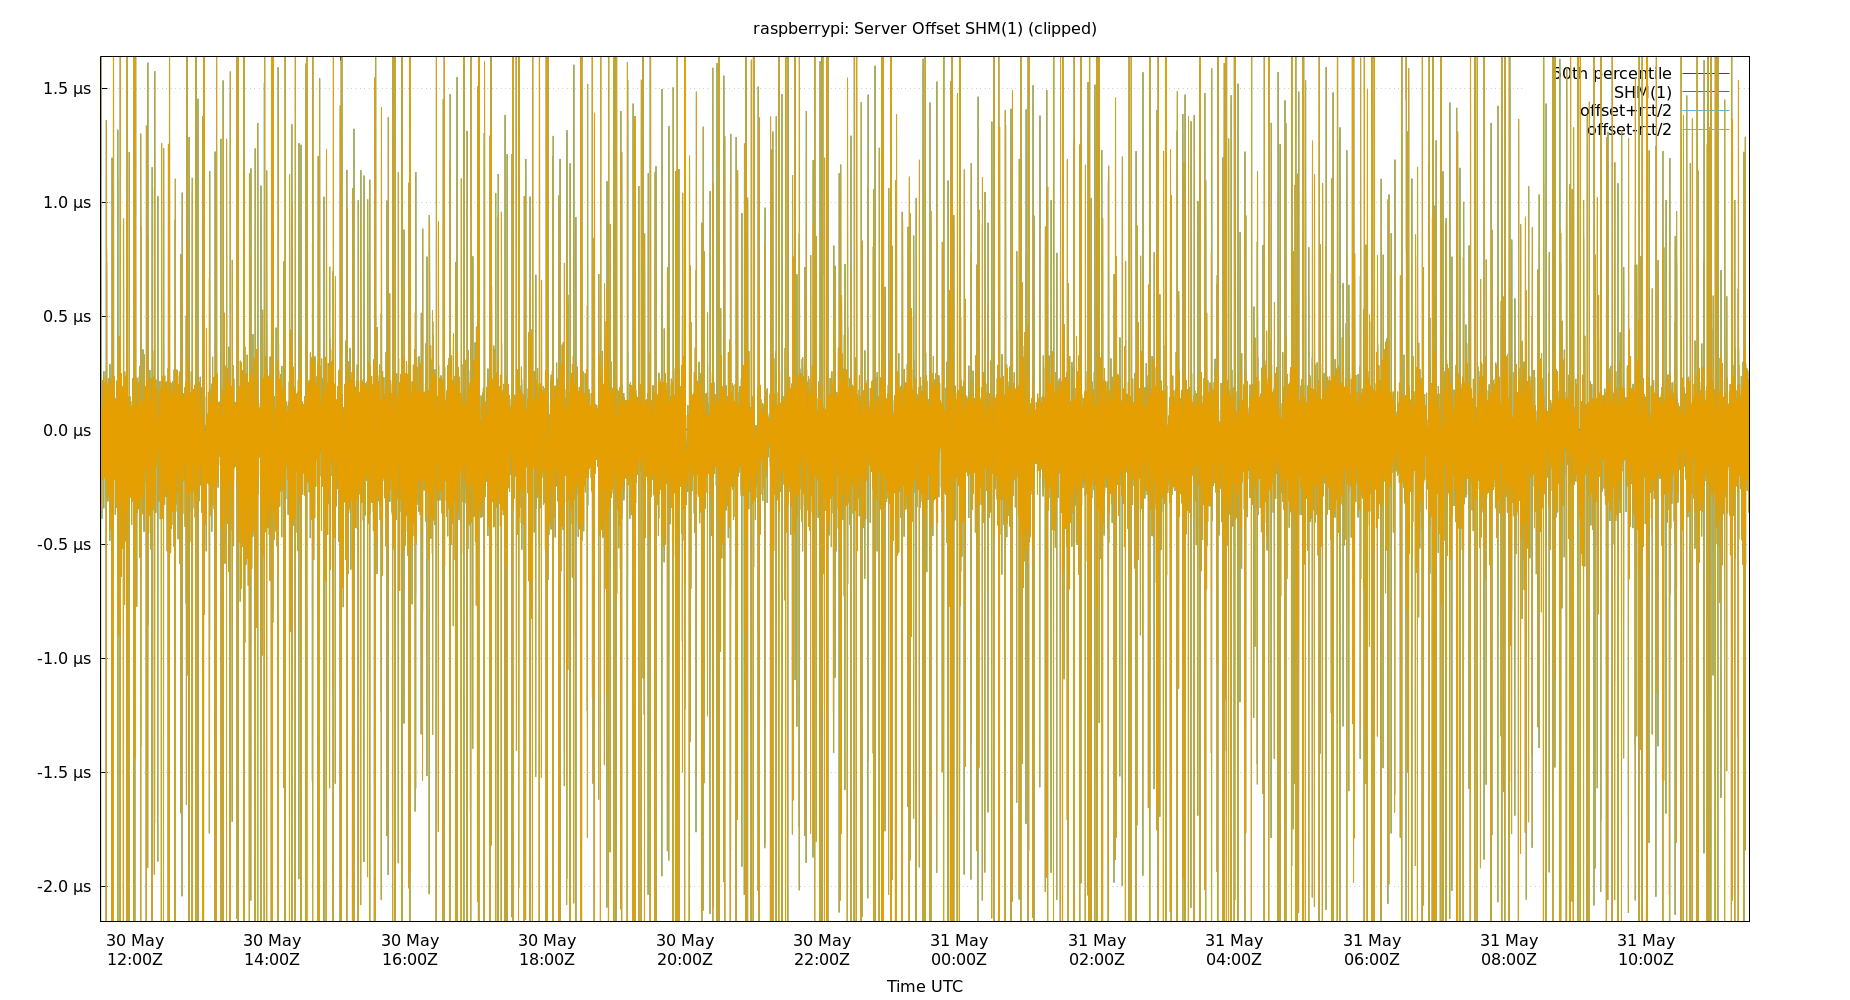 raspberrypi: Server Offset SHM(1) (clipped)
50th percentile
SHM(1)
offset+rtt/2
offset-rtt/2
1.5 µs
1.0 µs
0.5 µs
0.0 µs
-0.5 µs
-1.0 µs
-1.5 µs
-2.0 µs
30 May 30 May 30 May 30 May 30 May 30 May 31 May 31 May 31 May 31 May 31 May 31 May
12:00Z 14:00Z 16:00Z 18:00Z 20:00Z 22:00Z 00:00Z 02:00Z 04:00Z 06:00Z 08:00Z 10:00Z
Time UTC